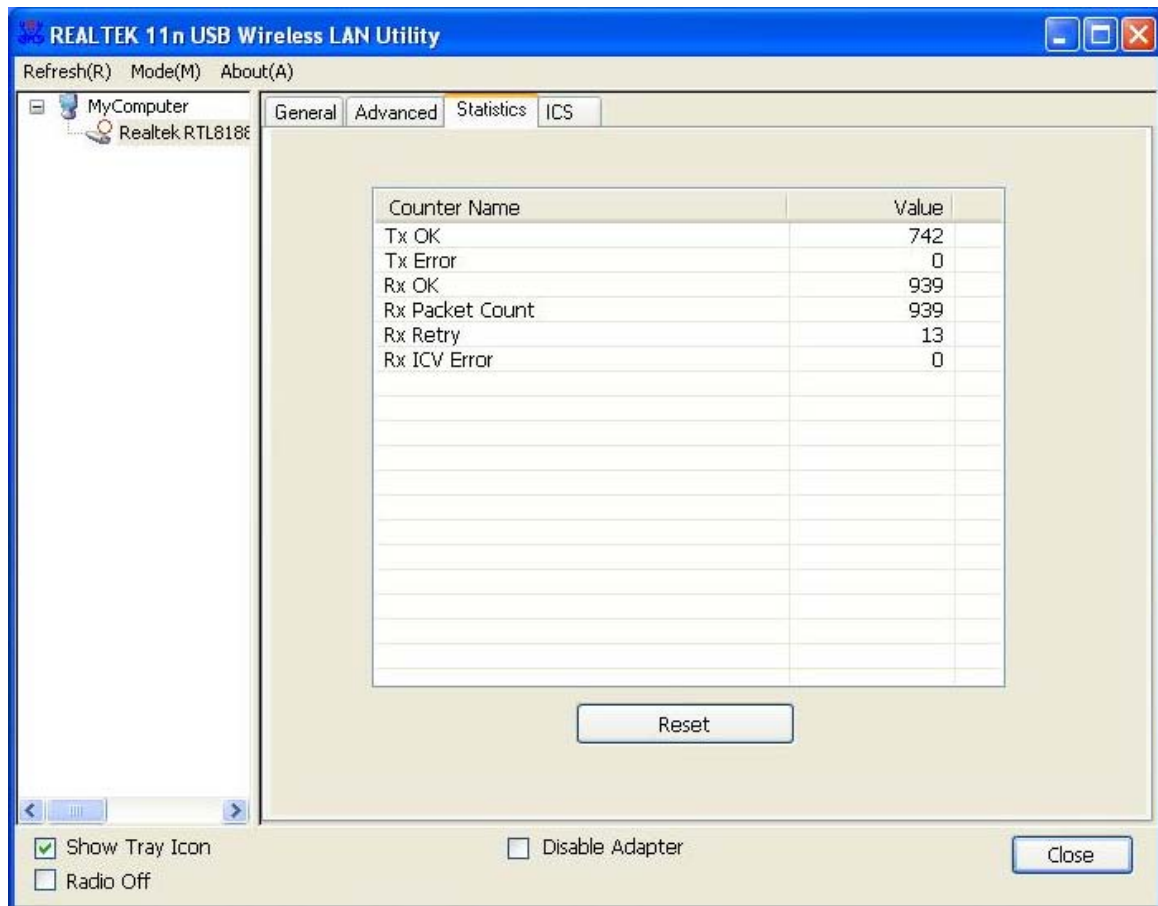 REALTEK 11n USB Wireless LAN Utility
Refresh(R) Mode(M) About(A)
MyComputer
Realtek RTL8188
General Advanced Statistics ICS
Counter Name Value
Tx OK 742
Tx Error 0
Rx OK 939
Rx Packet Count 939
Rx Retry 13
Rx ICV Error 0
Reset
Show Tray Icon
Disable Adapter
Radio Off
Close